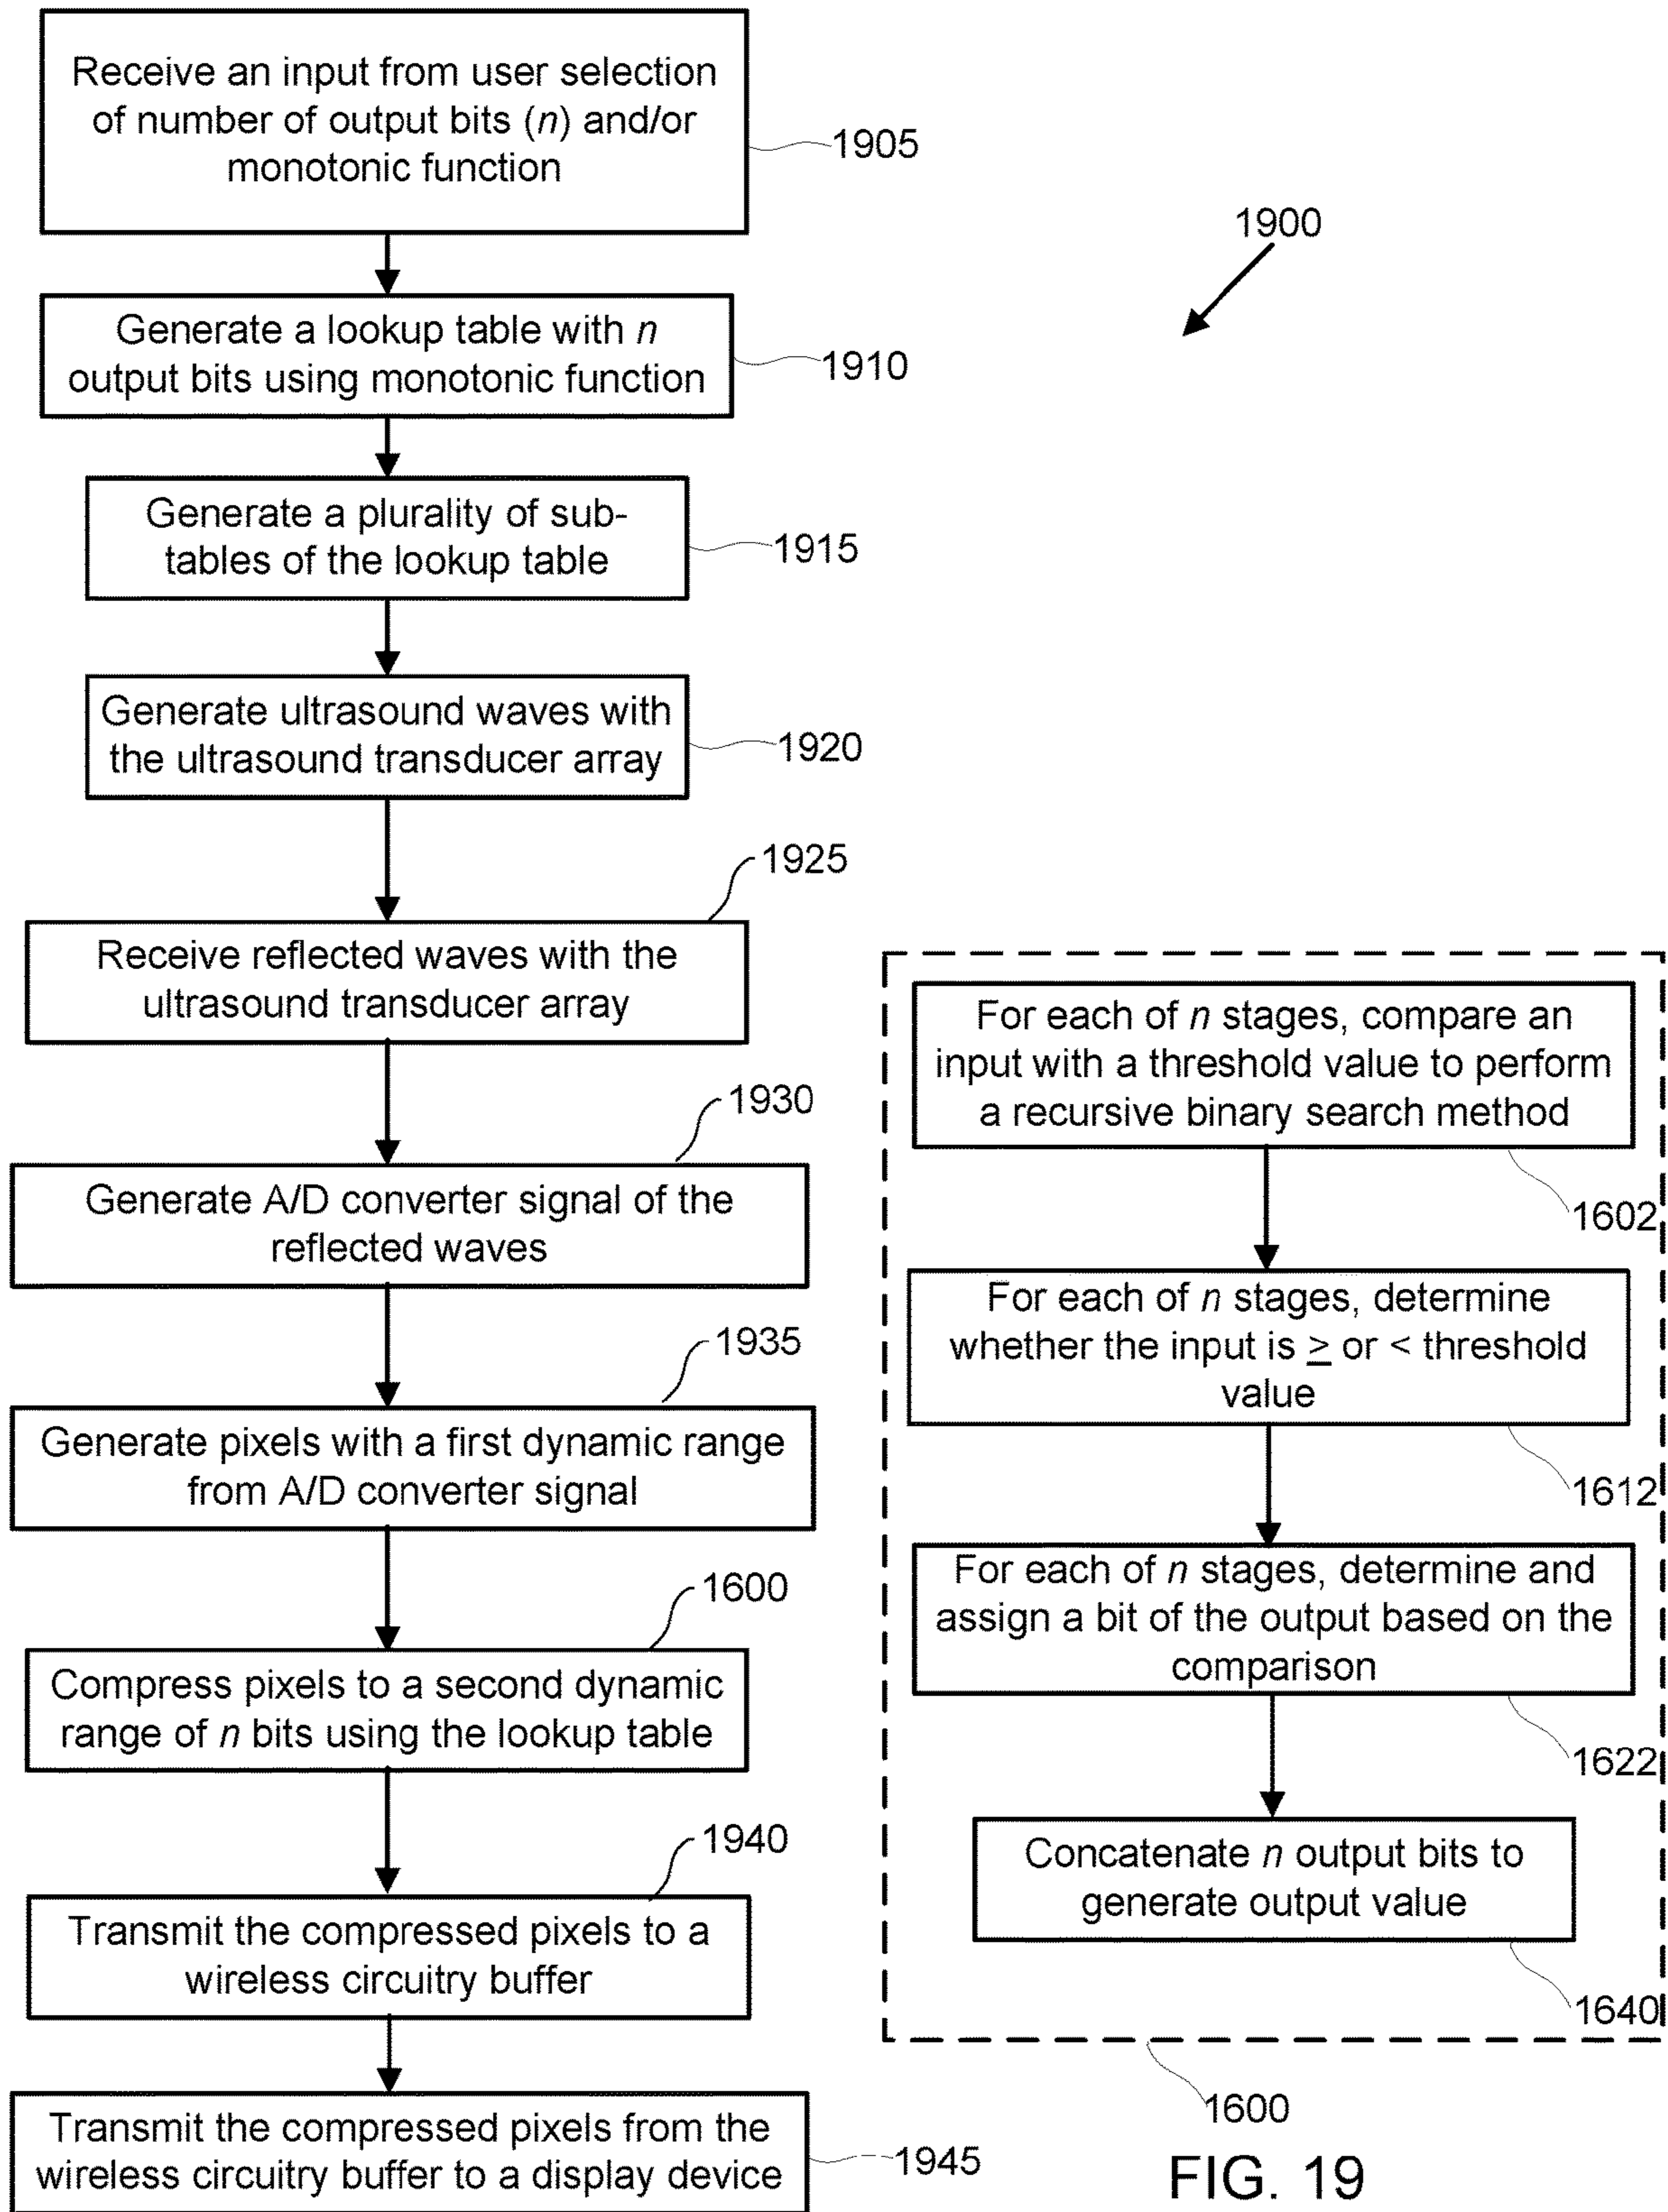 Receive an input from user selection
of number of output bits (n) and/or
monotonic function
1905
1900
Generate a lookup table with n
output bits using monotonic function
1910
Generate a plurality of sub-
tables of the lookup table
1915
Generate ultrasound waves with
the ultrasound transducer array
1920
1925
Receive reflected waves with the
ultrasound transducer array
1930
Generate A/D converter signal of the
reflected waves
1935
Generate pixels with a first dynamic range
from A/D converter signal
1600
Compress pixels to a second dynamic
range of n bits using the lookup table
1940
Transmit the compressed pixels to a
wireless circuitry buffer
Transmit the compressed pixels from the
wireless circuitry buffer to a display device
1945
For each of n stages, compare an
input with a threshold value to perform
a recursive binary search method
1602
For each of n stages, determine
whether the input is ≥ or < threshold
value
1612
For each of n stages, determine and
assign a bit of the output based on the
comparison
1622
Concatenate n output bits to
generate output value
1640
1600
FIG. 19